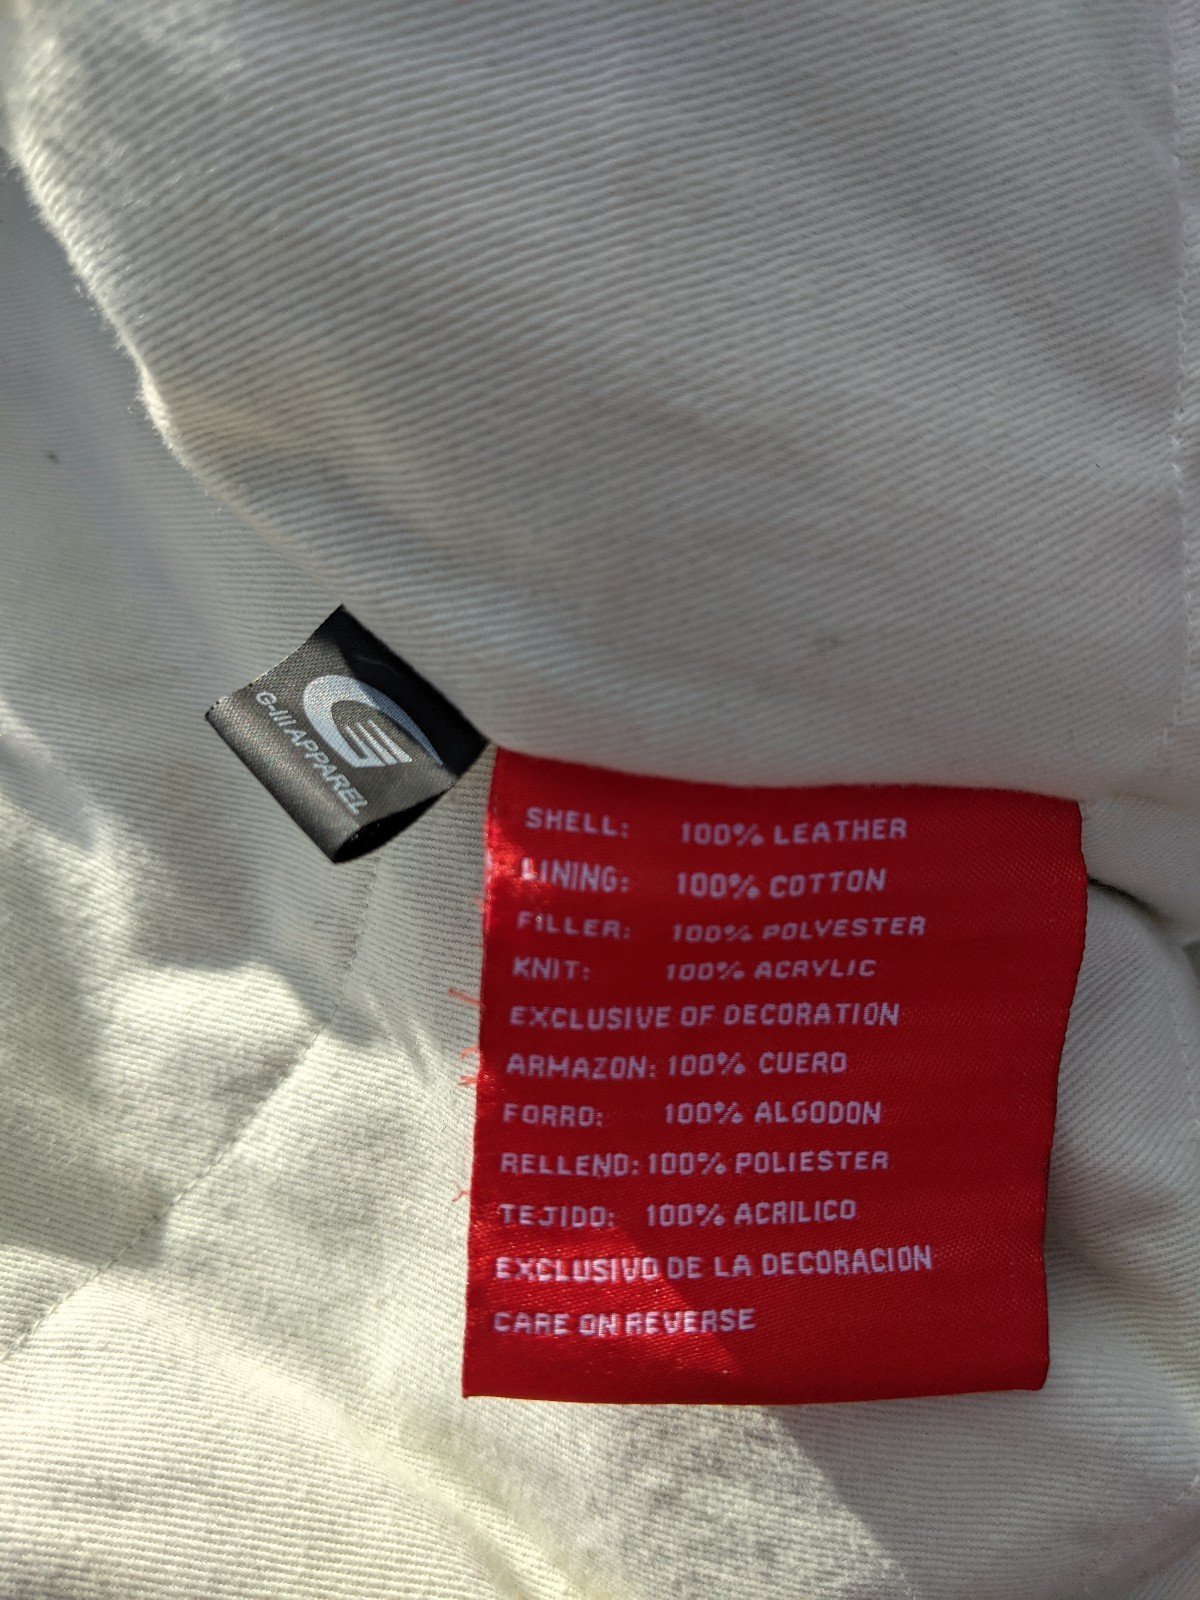 G-III APPAREL
SHELL: 100% LEATHER
LINING: 100% COTTON
FILLER: 100% POLYESTER
KNIT: 100% ACRYLIC
EXCLUSIVE OF DECORATION
ARMAZON: 100% CUERO
FORRO: 100% ALGODON
RELLENO: 100% POLIESTER
TEJIDO: 100% ACRILICO
EXCLUSIVO DE LA DECORACION
CARE ON REVERSE